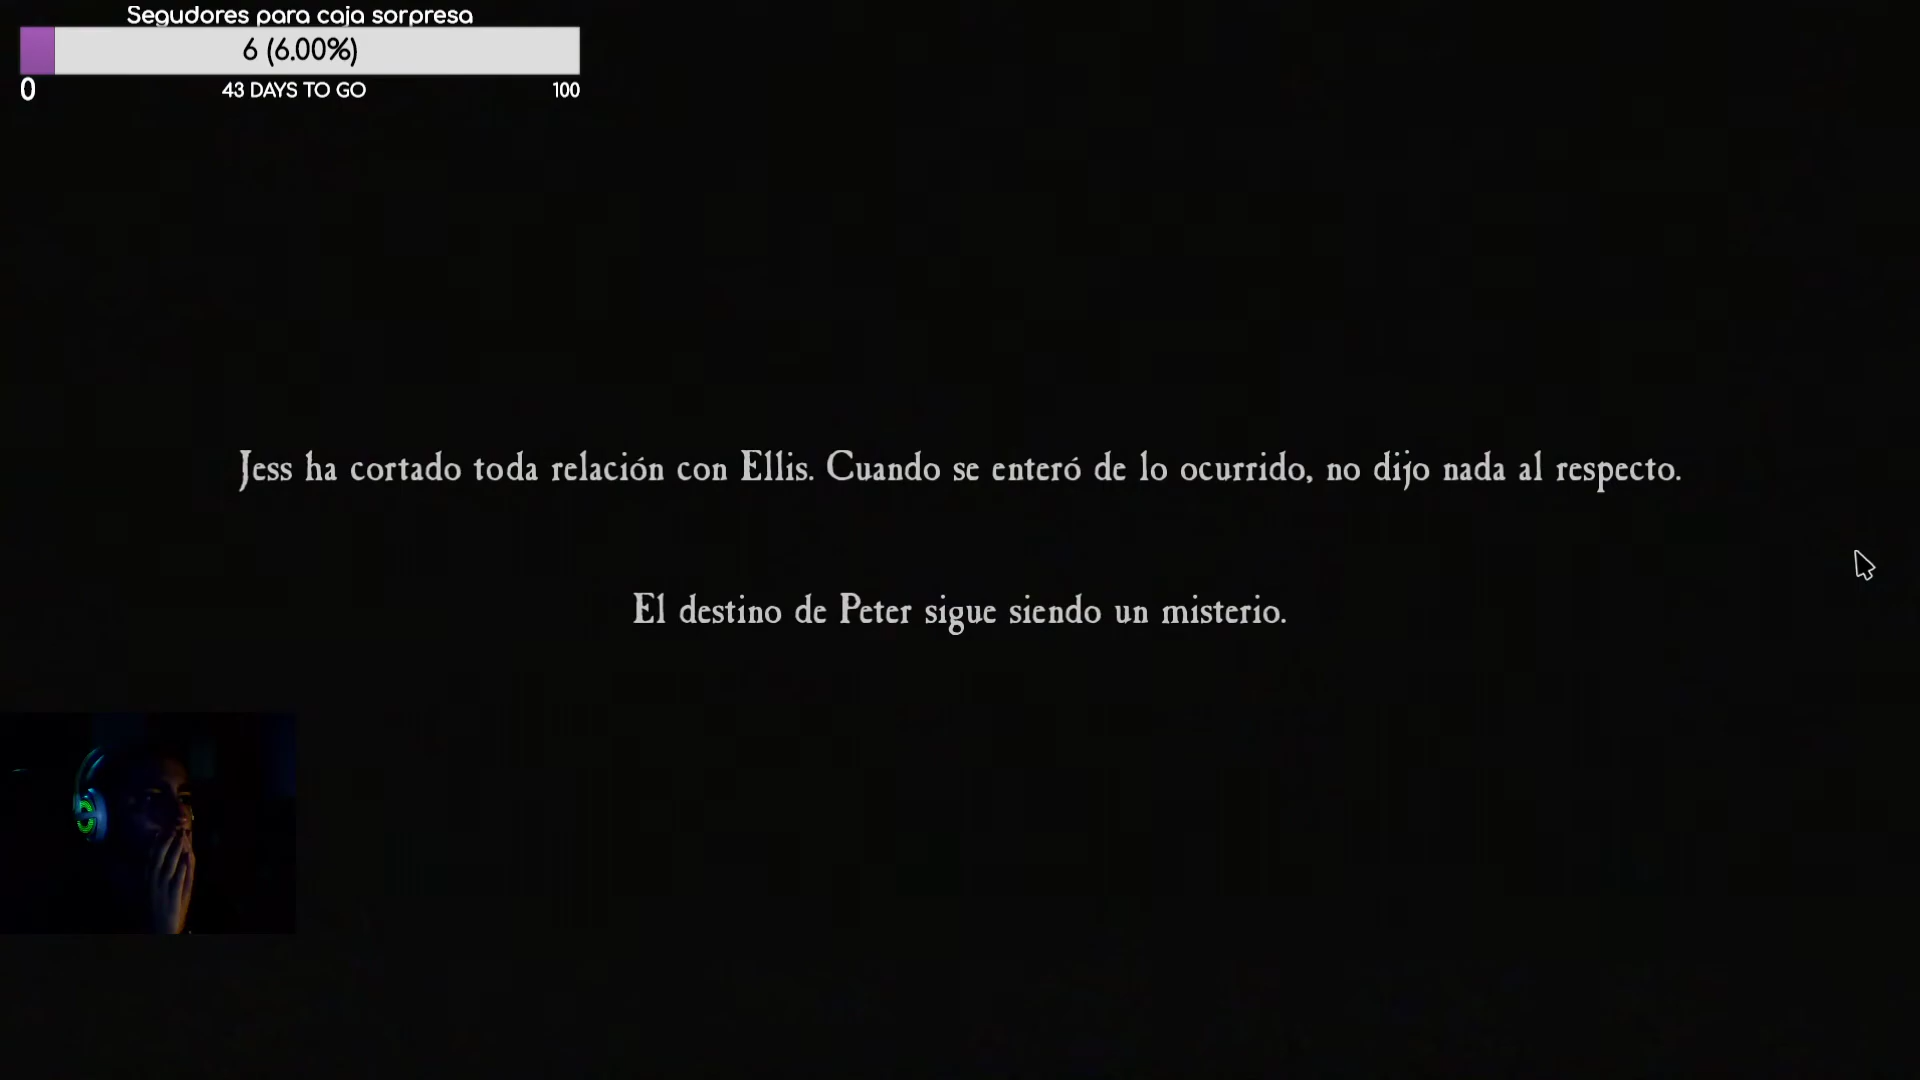 Segudores para caja sorpresa
6 (6.00%)
0 43 DAYS TO GO 100
Jess ha cortado toda relación con Ellis. Cuando se enteró de lo ocurrido, no dijo nada al respecto.
El destino de Peter sigue siendo un misterio.